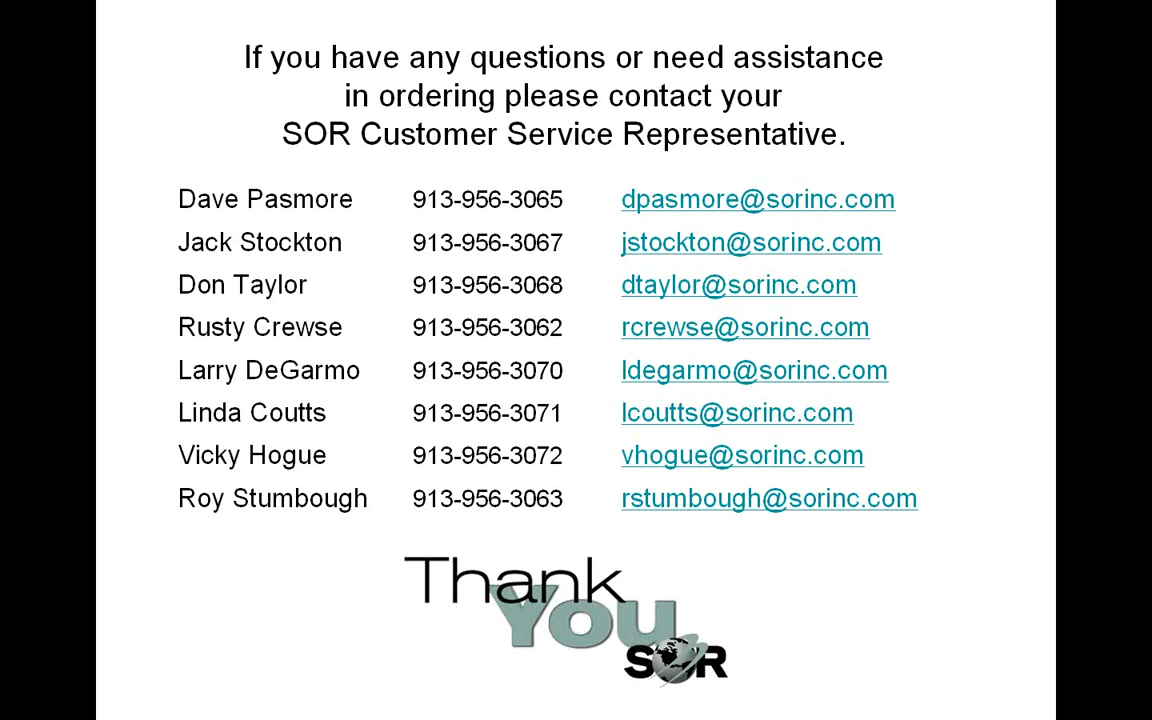 If you have any questions or need assistance
in ordering please contact your
SOR Customer Service Representative.
Dave Pasmore 913-956-3065 dpasmore@sorinc.com
Jack Stockton 913-956-3067 jstockton@sorinc.com
Don Taylor 913-956-3068 dtaylor@sorinc.com
Rusty Crewse 913-956-3062 rcrewse@sorinc.com
Larry DeGarmo 913-956-3070 ldegarmo@sorinc.com
Linda Coutts 913-956-3071 lcoutts@sorinc.com
Vicky Hogue 913-956-3072 vhogue@sorinc.com
Roy Stumbough 913-956-3063 rstumbough@sorinc.com
Thank
You
SOR